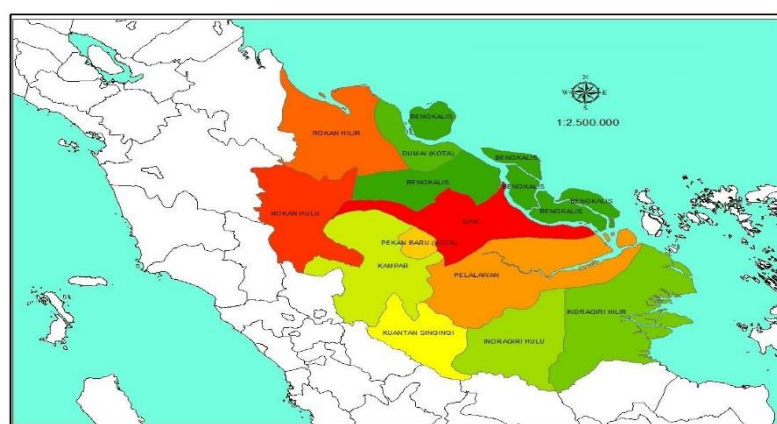 N
W E
S
1:2.500.000
BENGKALIS
ROKAN HILIR
DUMAI (KOTA)
BENGKALIS
BENGKALIS
BENGKALIS
BENGKALIS
BENGKALIS
ROKAN HULU
SIAK
PEKAN BARU (KOTA)
KAMPAR
PELALAWAN
INDRAGIRI HILIR
KUANTAN SINGINGI
INDRAGIRI HULU